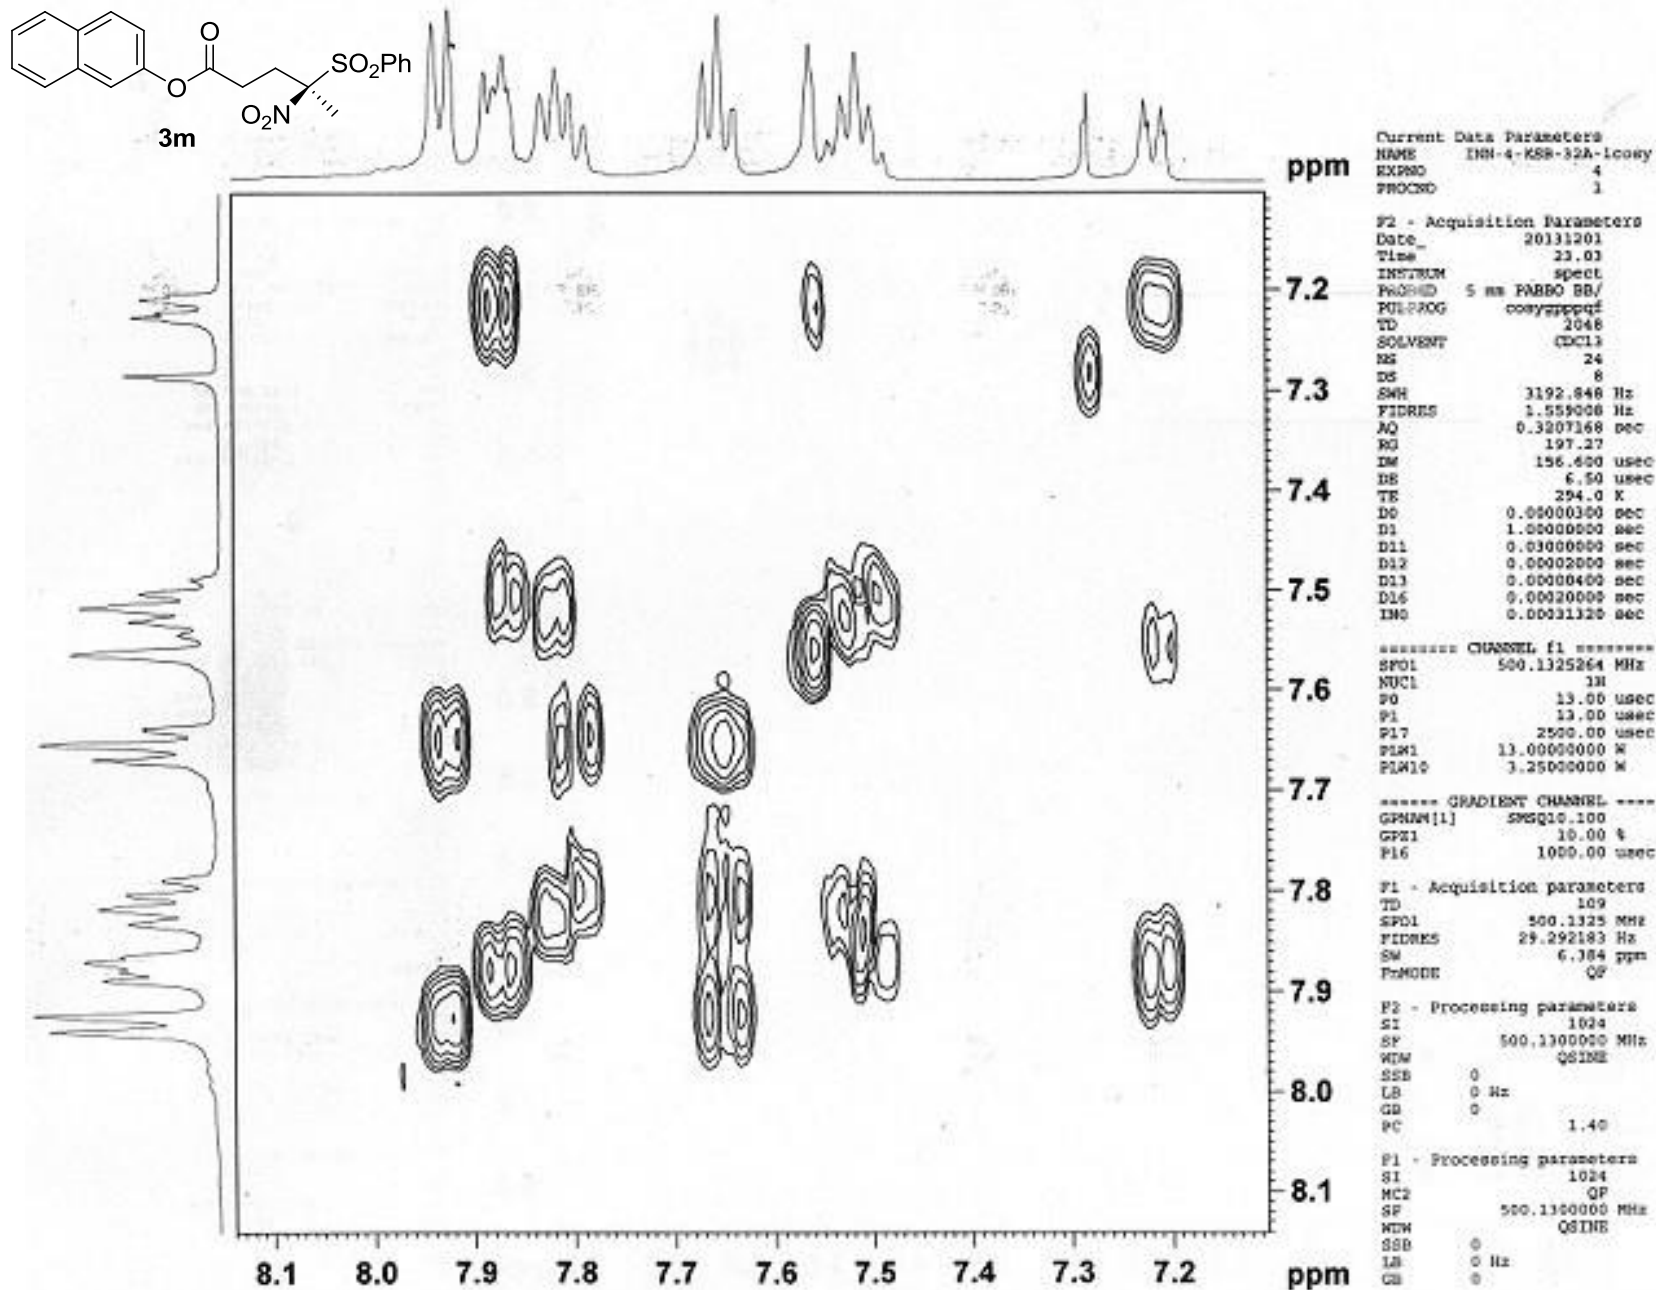 O
O
SO2Ph
O2N
3m
ppm
7.2
7.3
7.4
7.5
7.6
7.7
7.8
7.9
8.0
8.1
8.1 8.0 7.9 7.8 7.7 7.6 7.5 7.4 7.3 7.2 ppm
Current Data Parameters
NAME INN-4-KSB-32A-1cosy
EXPNO 4
PROCNO 1
F2 - Acquisition Parameters
Date_ 20131201
Time 23.03
INSTRUM spect
PROBHD 5 mm PABBO BB/
PULPROG cosygpppqf
TD 2048
SOLVENT CDCl3
NS 24
DS 8
SWH 3192.848 Hz
FIDRES 1.559008 Hz
AQ 0.3207168 sec
RG 197.27
DW 156.600 usec
DE 6.50 usec
TE 294.0 K
D0 0.00000300 sec
D1 1.00000000 sec
D11 0.03000000 sec
D12 0.00002000 sec
D13 0.00000400 sec
D16 0.00020000 sec
IN0 0.00031320 sec
======== CHANNEL f1 ========
SFO1 500.1325264 MHz
NUC1 1H
P0 13.00 usec
P1 13.00 usec
P17 2500.00 usec
PLW1 13.00000000 W
PLW10 3.25000000 W
====== GRADIENT CHANNEL ====
GPNAM[1] SMSQ10.100
GPZ1 10.00 %
P16 1000.00 usec
F1 - Acquisition parameters
TD 109
SFO1 500.1325 MHz
FIDRES 29.292183 Hz
SW 6.384 ppm
FnMODE QF
F2 - Processing parameters
SI 1024
SF 500.1300000 MHz
WDW QSINE
SSB 0
LB 0 Hz
GB 0
PC 1.40
F1 - Processing parameters
SI 1024
MC2 QF
SF 500.1300000 MHz
WDW QSINE
SSB 0
LB 0 Hz
GB 0